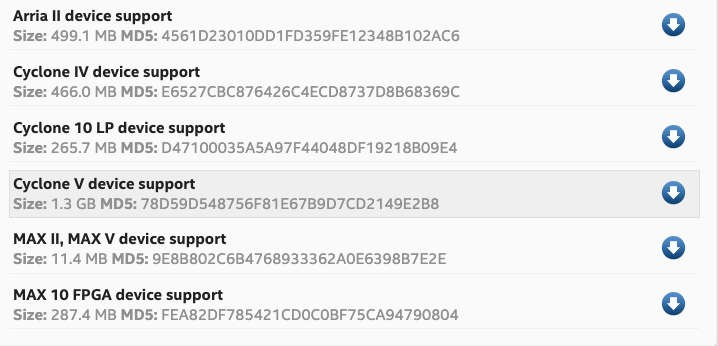 Arria II device support
Size: 499.1 MB MD5: 4561D23010DD1FD359FE12348B102AC6
Cyclone IV device support
Size: 466.0 MB MD5: E6527CBC876426C4ECD8737D8B68369C
Cyclone 10 LP device support
Size: 265.7 MB MD5: D47100035A5A97F44048DF19218B09E4
Cyclone V device support
Size: 1.3 GB MD5: 78D59D548756F81E67B9D7CD2149E2B8
MAX II, MAX V device support
Size: 11.4 MB MD5: 9E8B802C6B4768933362A0E6398B7E2E
MAX 10 FPGA device support
Size: 287.4 MB MD5: FEA82DF785421CD0C0BF75CA94790804